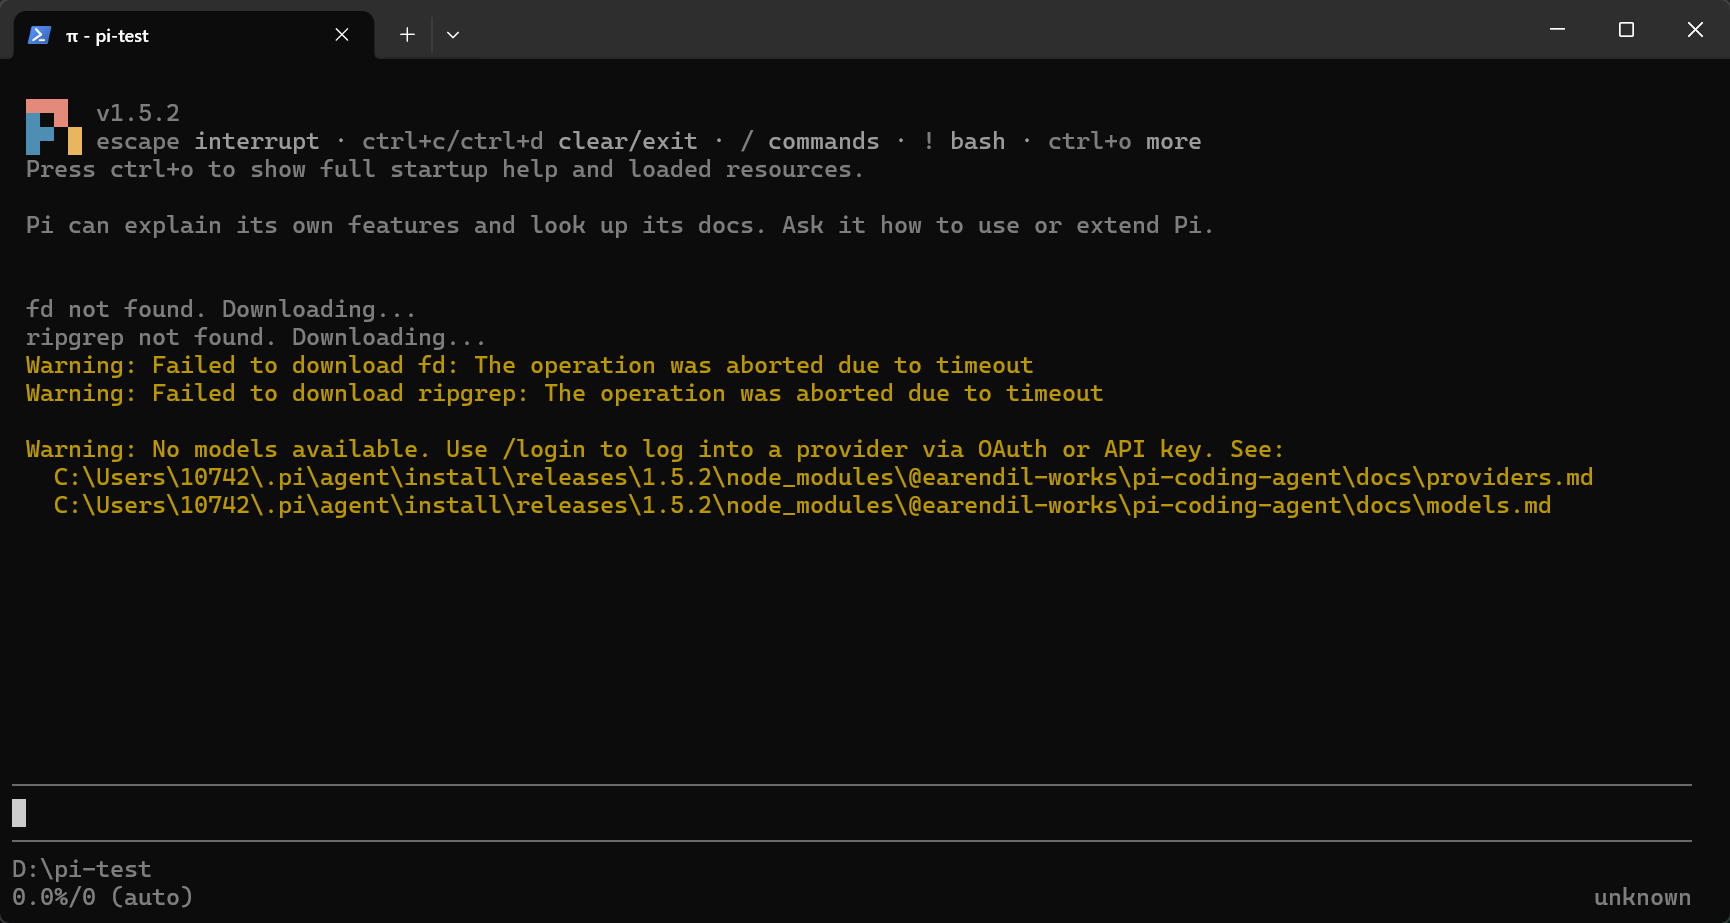 π - pi-test
v1.5.2
escape interrupt · ctrl+c/ctrl+d clear/exit · / commands · ! bash · ctrl+o more
Press ctrl+o to show full startup help and loaded resources.
Pi can explain its own features and look up its docs. Ask it how to use or extend Pi.
fd not found. Downloading...
ripgrep not found. Downloading...
Warning: Failed to download fd: The operation was aborted due to timeout
Warning: Failed to download ripgrep: The operation was aborted due to timeout
Warning: No models available. Use /login to log into a provider via OAuth or API key. See:
C:\Users\10742\.pi\agent\install\releases\1.5.2\node_modules\@earendil-works\pi-coding-agent\docs\providers.md
C:\Users\10742\.pi\agent\install\releases\1.5.2\node_modules\@earendil-works\pi-coding-agent\docs\models.md
D:\pi-test
0.0%/0 (auto) unknown